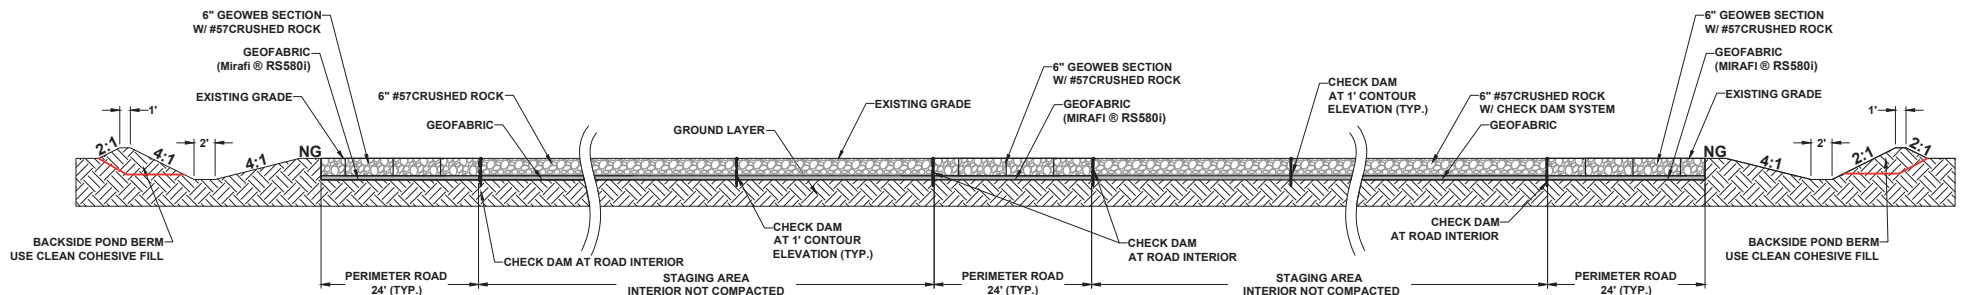 6" GEOWEB SECTION
W/ #57CRUSHED ROCK
GEOFABRIC
(Mirafi ® RS580i)
EXISTING GRADE
6" #57CRUSHED ROCK
GEOFABRIC
GROUND LAYER
EXISTING GRADE
6" GEOWEB SECTION
W/ #57CRUSHED ROCK
GEOFABRIC
(MIRAFI ® RS580i)
CHECK DAM
AT 1' CONTOUR
ELEVATION (TYP.)
6" #57CRUSHED ROCK
W/ CHECK DAM SYSTEM
GEOFABRIC
6" GEOWEB SECTION
W/ #57CRUSHED ROCK
GEOFABRIC
(MIRAFI ® RS580i)
EXISTING GRADE
1'
2'
2:1
4:1
4:1
NG
NG
4:1
2'
2:1
1'
2:1
BACKSIDE POND BERM
USE CLEAN COHESIVE FILL
CHECK DAM AT ROAD INTERIOR
CHECK DAM
AT 1' CONTOUR
ELEVATION (TYP.)
CHECK DAM
AT ROAD INTERIOR
CHECK DAM
AT ROAD INTERIOR
BACKSIDE POND BERM
USE CLEAN COHESIVE FILL
PERIMETER ROAD
24' (TYP.)
STAGING AREA
INTERIOR NOT COMPACTED
PERIMETER ROAD
24' (TYP.)
STAGING AREA
INTERIOR NOT COMPACTED
PERIMETER ROAD
24' (TYP.)